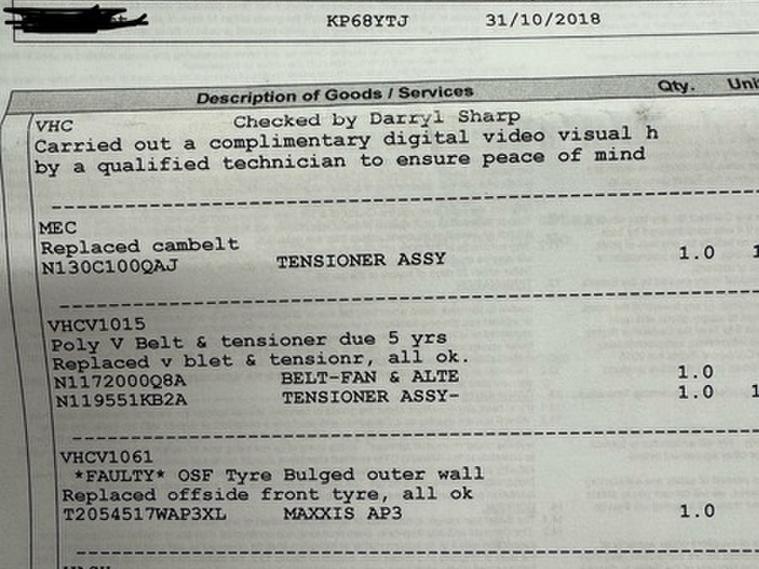 KP68YTJ 31/10/2018
Description of Goods / Services Qty.
VHC Checked by Darryl Sharp
Carried out a complimentary digital video visual h
by a qualified technician to ensure peace of mind
MEC
Replaced cambelt
N130C100QAJ TENSIONER ASSY 1.0 1
VHCV1015
Poly V Belt & tensioner due 5 yrs
Replaced v blet & tensionr, all ok.
N1172000Q8A BELT-FAN & ALTE 1.0
N119551KB2A TENSIONER ASSY- 1.0 1
VHCV1061
*FAULTY* OSF Tyre Bulged outer wall
Replaced offside front tyre, all ok
T2054517WAP3XL MAXXIS AP3 1.0